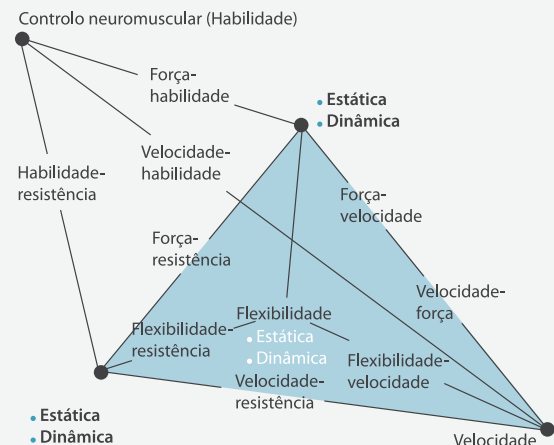 Controlo neuromuscular (Habilidade)
Força-
habilidade
• Estática
• Dinâmica
Velocidade-
habilidade
Habilidade-
resistência
Força-
velocidade
Força-
resistência
Velocidade-
força
Flexibilidade
• Estática
• Dinâmica
Flexibilidade-
resistência
Flexibilidade-
velocidade
Velocidade-
resistência
• Estática
• Dinâmica
Velocidade